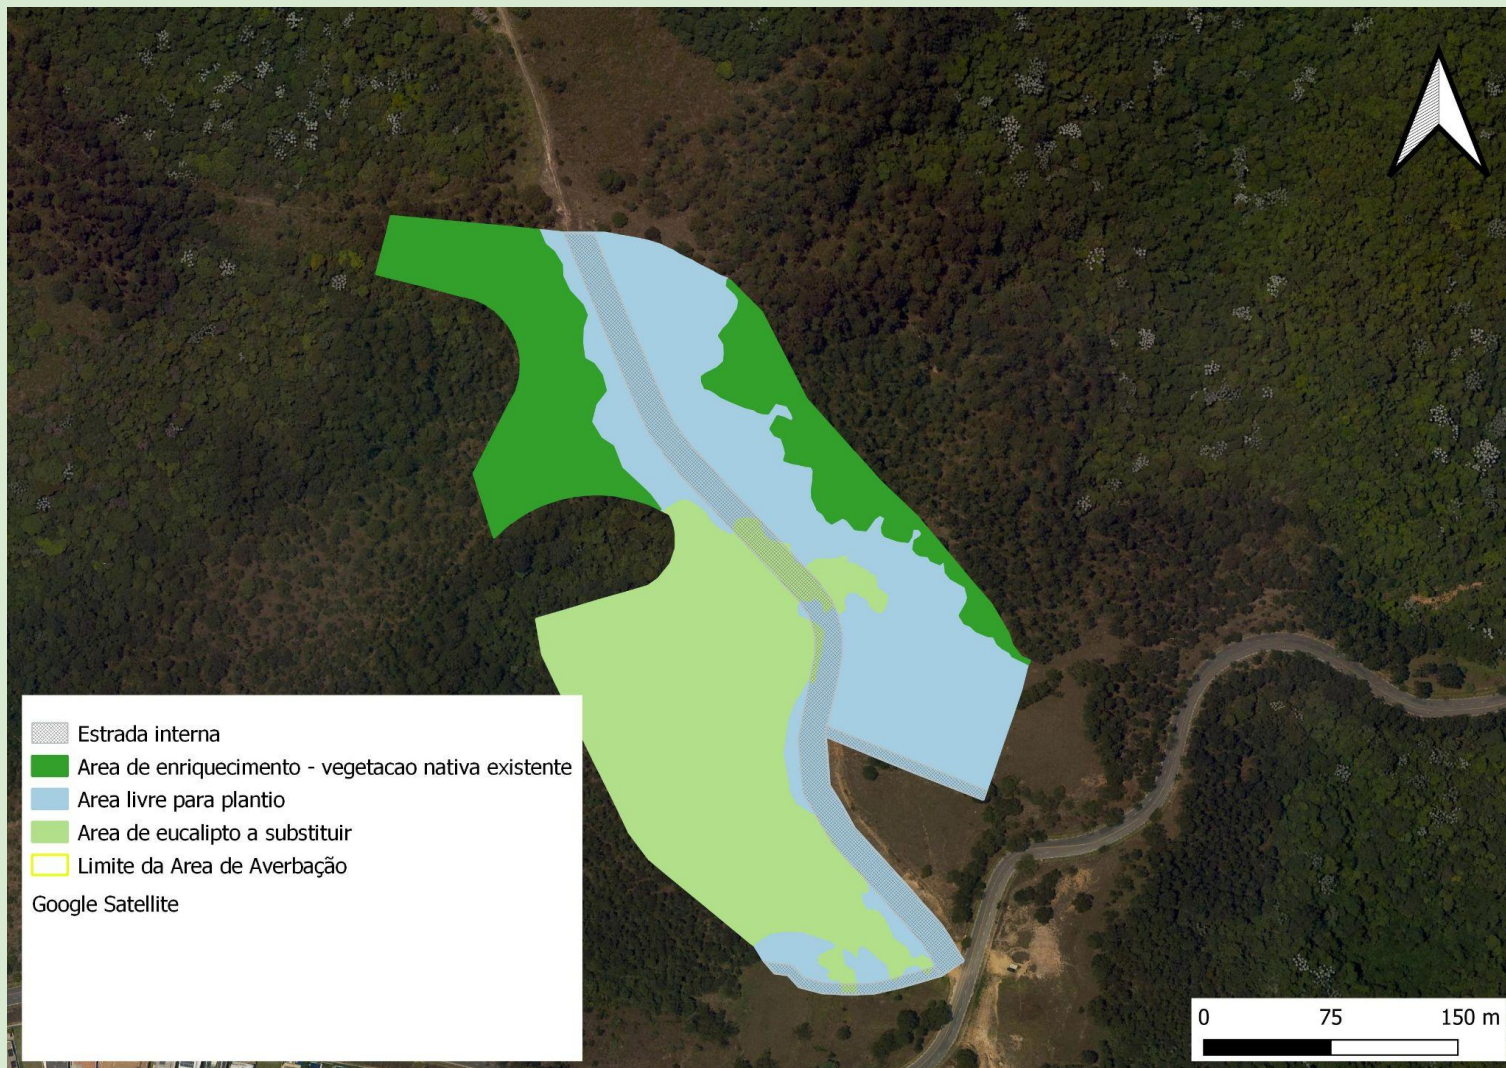 Estrada interna
Area de enriquecimento - vegetacao nativa existente
Area livre para plantio
Area de eucalipto a substituir
Limite da Area de Averbação
Google Satellite
0 75 150 m